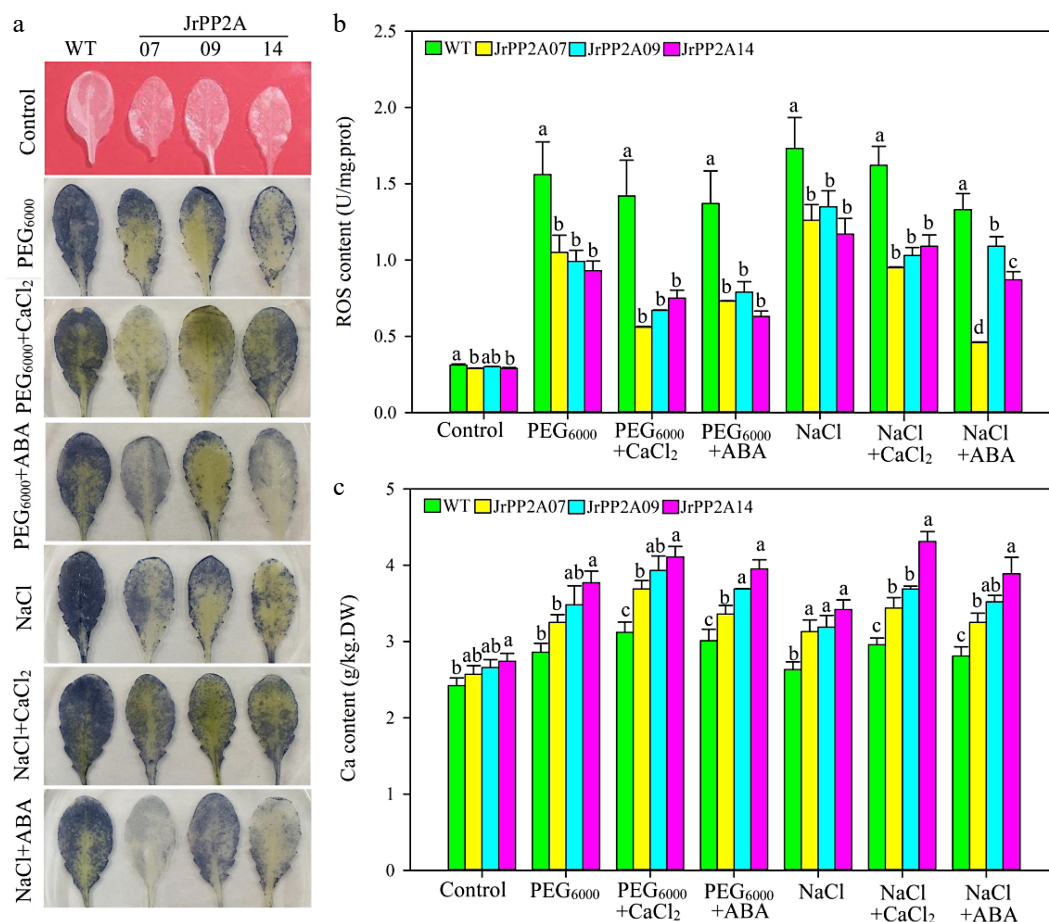 a
JrPP2A
WT 07 09 14
Control
PEG6000
PEG6000+CaCl2
PEG6000+ABA
NaCl
NaCl+CaCl2
NaCl+ABA
b
ROS content (U/mg.prot)
2.5
2.0
1.5
1.0
0.5
0.0
WT JrPP2A07 JrPP2A09 JrPP2A14
a b ab b
a b b b
a b b b
a b b b
a b b b
a b b b
a d b c
Control PEG6000 PEG6000 PEG6000 NaCl NaCl NaCl
+CaCl2 +ABA +CaCl2 +ABA
c
Ca content (g/kg.DW)
5
4
3
2
1
0
WT JrPP2A07 JrPP2A09 JrPP2A14
b ab ab a
b b ab a
c b ab a
c b a a
b a a a
c b b a
c b ab a
Control PEG6000 PEG6000 PEG6000 NaCl NaCl NaCl
+CaCl2 +ABA +CaCl2 +ABA